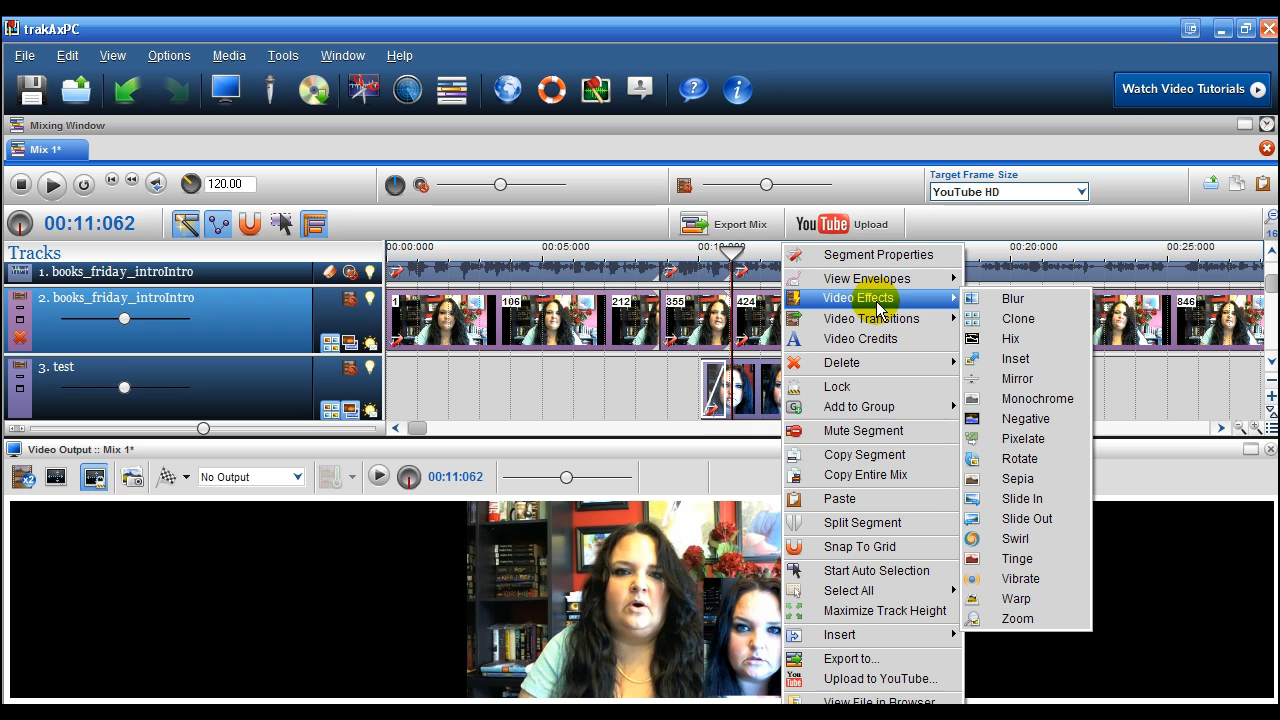 trakAxPC
File Edit View Options Media Tools Window Help
Watch Video Tutorials
Mixing Window
Mix 1*
120.00
Target Frame Size
YouTube HD
00:11:062
Export Mix
YouTube Upload
16
Tracks
00:00:000 00:05:000 00:20:000 00:25:000
1. books_friday_introIntro
2. books_friday_introIntro
1 106 212 355 424 846
3. test
Segment Properties
View Envelopes
Video Effects
Video Transitions
Video Credits
Delete
Lock
Add to Group
Mute Segment
Copy Segment
Copy Entire Mix
Paste
Split Segment
Snap To Grid
Start Auto Selection
Select All
Maximize Track Height
Insert
Export to...
Upload to YouTube...
View File in Browser
Blur
Clone
Hix
Inset
Mirror
Monochrome
Negative
Pixelate
Rotate
Sepia
Slide In
Slide Out
Swirl
Tinge
Vibrate
Warp
Zoom
Video Output :: Mix 1*
x2
No Output
00:11:062